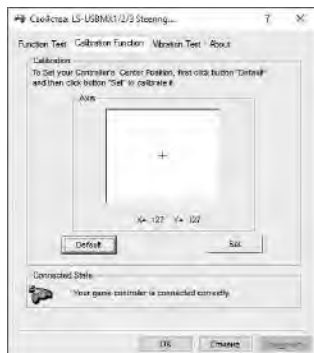 Свойства: LS-USBMX1/2/3 Steering...
Function Test Calibration Function Vibration Test About
Calibration
To Set your Controller's Center Position, first click button "Default"
and then click button "Set" to calibrate it.
Axis
X= 127 Y= 127
Default Set
Connected State
Your game controller is connected correctly.
OK Отмена